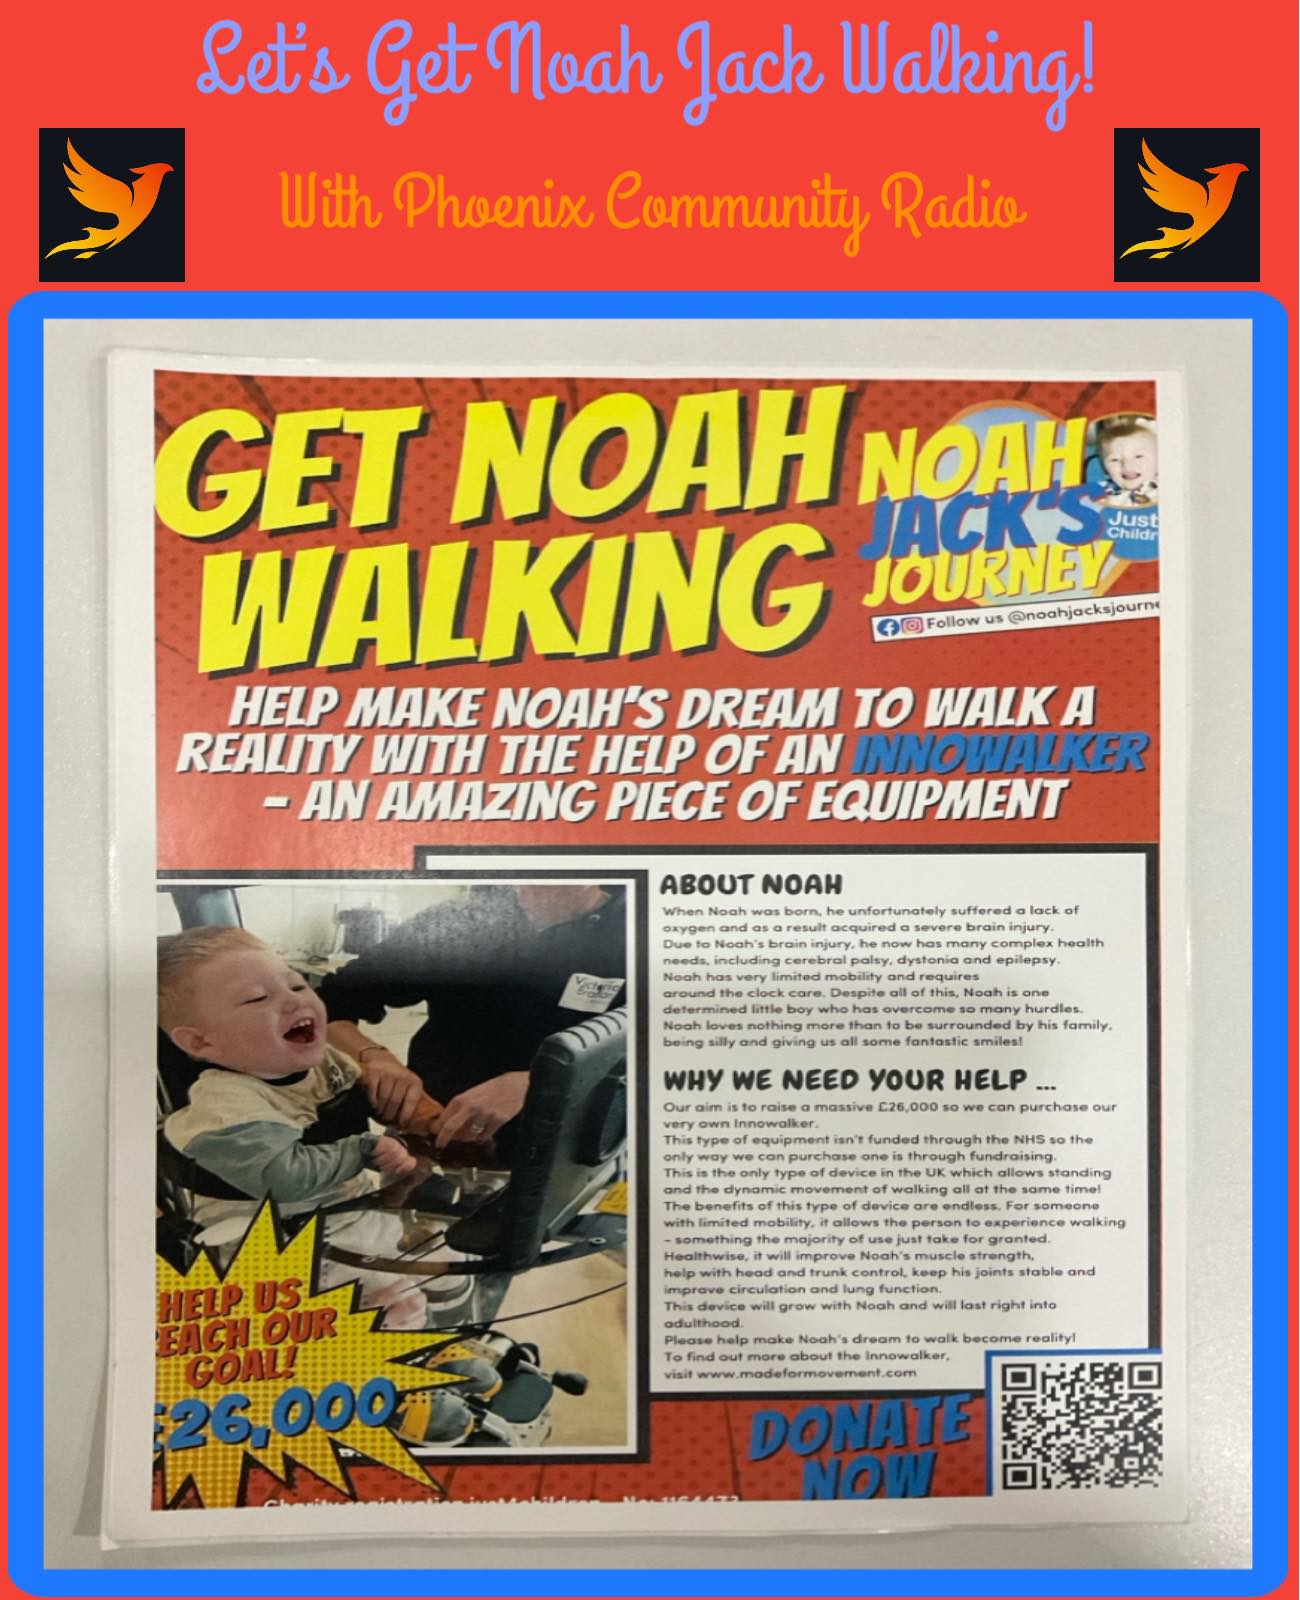 Let's Get Noah Jack Walking!
With Phoenix Community Radio
GET NOAH
WALKING
NOAH
JACK'S
JOURNEY
Just
Childr
Follow us @noahjacksjourne
HELP MAKE NOAH'S DREAM TO WALK A
REALITY WITH THE HELP OF AN INNOWALKER
- AN AMAZING PIECE OF EQUIPMENT
ABOUT NOAH
When Noah was born, he unfortunately suffered a lack of
oxygen and as a result acquired a severe brain injury.
Due to Noah's brain injury, he now has many complex health
needs, including cerebral palsy, dystonia and epilepsy.
Noah has very limited mobility and requires
around the clock care. Despite all of this, Noah is one
determined little boy who has overcome so many hurdles.
Noah loves nothing more than to be surrounded by his family,
being silly and giving us all some fantastic smiles!
WHY WE NEED YOUR HELP ...
Our aim is to raise a massive £26,000 so we can purchase our
very own Innowalker.
This type of equipment isn't funded through the NHS so the
only way we can purchase one is through fundraising.
This is the only type of device in the UK which allows standing
and the dynamic movement of walking all at the same time!
The benefits of this type of device are endless. For someone
with limited mobility, it allows the person to experience walking
- something the majority of use just take for granted.
Healthwise, it will improve Noah's muscle strength,
help with head and trunk control, keep his joints stable and
improve circulation and lung function.
This device will grow with Noah and will last right into
adulthood.
Please help make Noah's dream to walk become reality!
To find out more about the Innowalker,
visit www.madeformovement.com
HELP US
EACH OUR
GOAL!
£26,000
DONATE
NOW
Charity registration just4children - No: 1164473